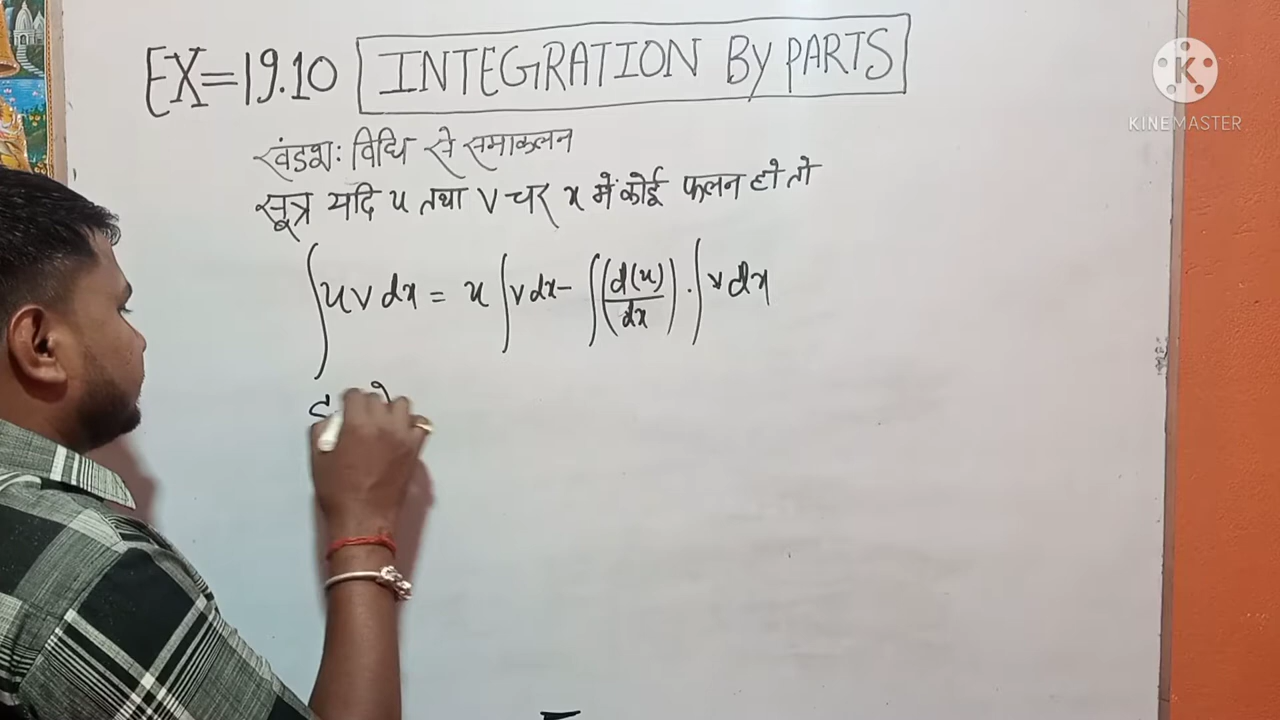 EX=19.10 INTEGRATION BY PARTS
खंडशः विधि से समाकलन
सूत्र यदि u तथा v चर x में कोई फलन हो तो
∫uv dx = u∫v dx - ∫(d(u)/dx).∫v dx
K
KINEMASTER